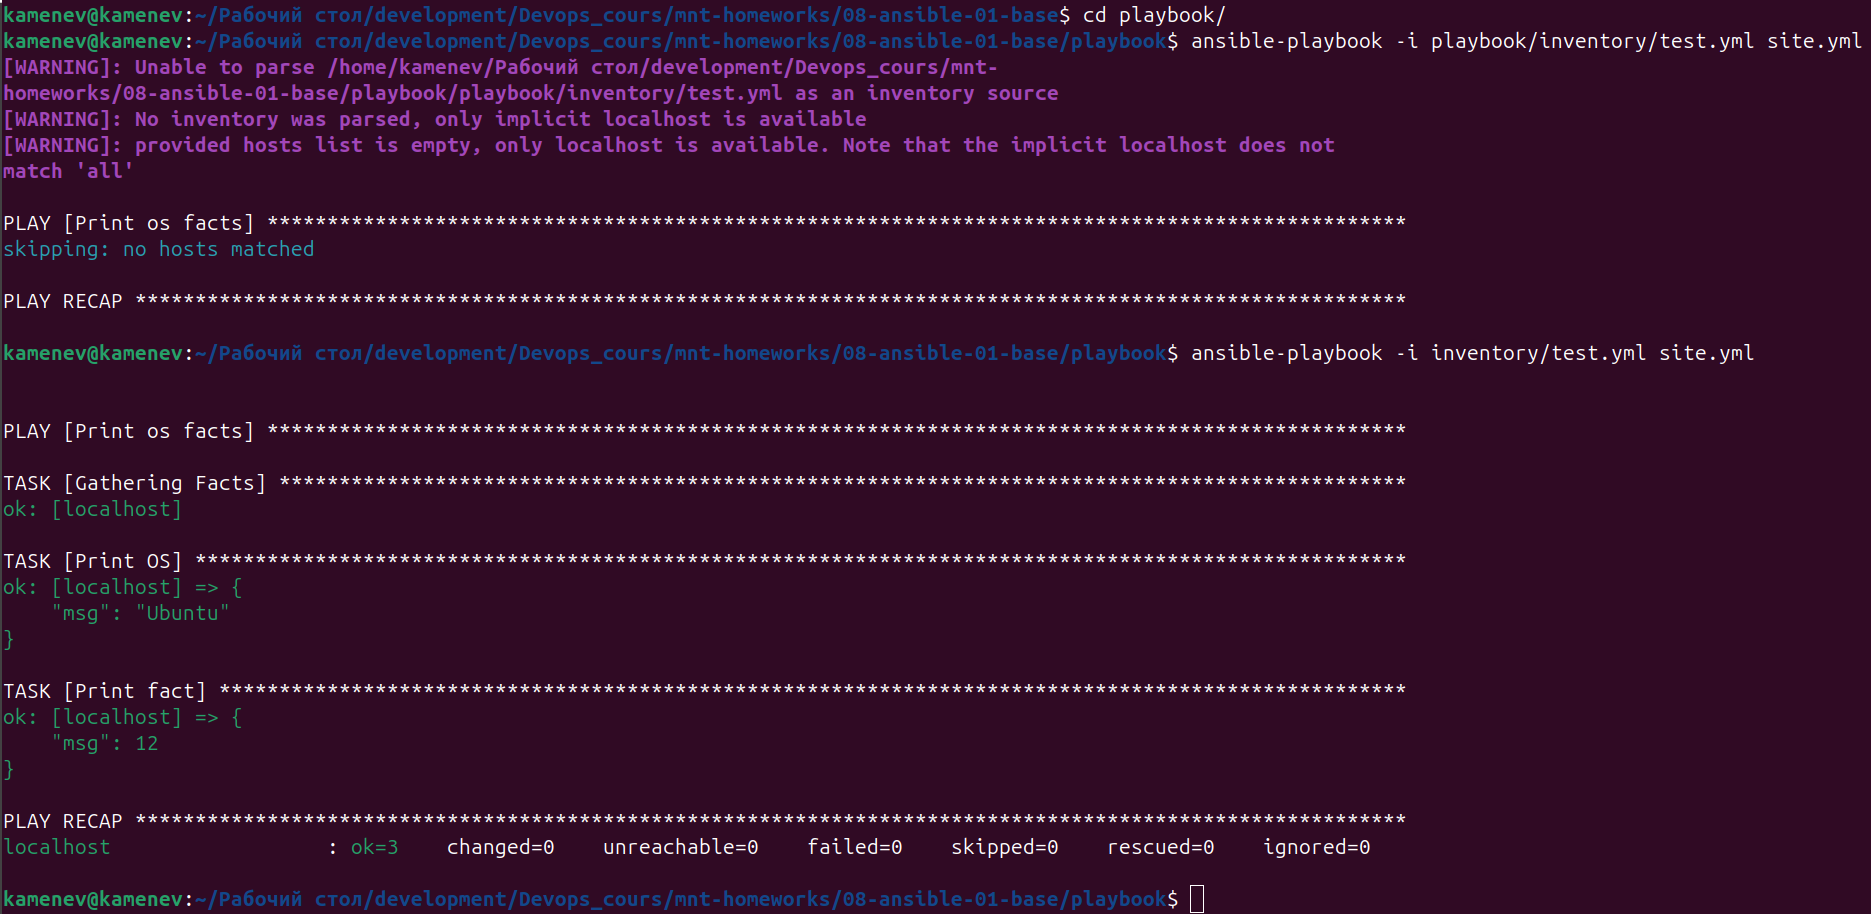 kamenev@kamenev:~/Рабочий стол/development/Devops_cours/mnt-homeworks/08-ansible-01-base$ cd playbook/
kamenev@kamenev:~/Рабочий стол/development/Devops_cours/mnt-homeworks/08-ansible-01-base/playbook$ ansible-playbook -i playbook/inventory/test.yml site.yml
[WARNING]: Unable to parse /home/kamenev/Рабочий стол/development/Devops_cours/mnt-
homeworks/08-ansible-01-base/playbook/playbook/inventory/test.yml as an inventory source
[WARNING]: No inventory was parsed, only implicit localhost is available
[WARNING]: provided hosts list is empty, only localhost is available. Note that the implicit localhost does not
match 'all'
PLAY [Print os facts] ***********************************************************************************************
skipping: no hosts matched
PLAY RECAP **********************************************************************************************************
kamenev@kamenev:~/Рабочий стол/development/Devops_cours/mnt-homeworks/08-ansible-01-base/playbook$ ansible-playbook -i inventory/test.yml site.yml
PLAY [Print os facts] ***********************************************************************************************
TASK [Gathering Facts] **********************************************************************************************
ok: [localhost]
TASK [Print OS] *****************************************************************************************************
ok: [localhost] => {
    "msg": "Ubuntu"
}
TASK [Print fact] ***************************************************************************************************
ok: [localhost] => {
    "msg": 12
}
PLAY RECAP **********************************************************************************************************
localhost                  : ok=3    changed=0    unreachable=0    failed=0    skipped=0    rescued=0    ignored=0
kamenev@kamenev:~/Рабочий стол/development/Devops_cours/mnt-homeworks/08-ansible-01-base/playbook$